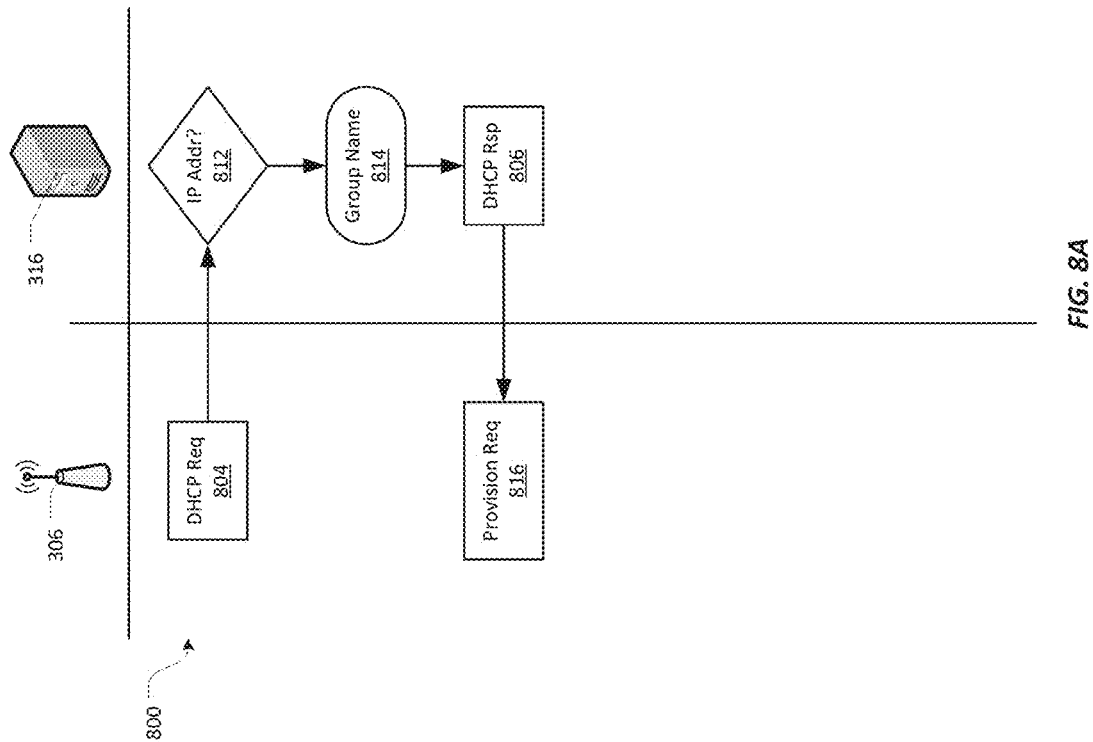 800
306
316
DHCP Req
804
IP Addr?
812
Group Name
814
DHCP Rsp
806
Provision Req
816
FIG. 8A